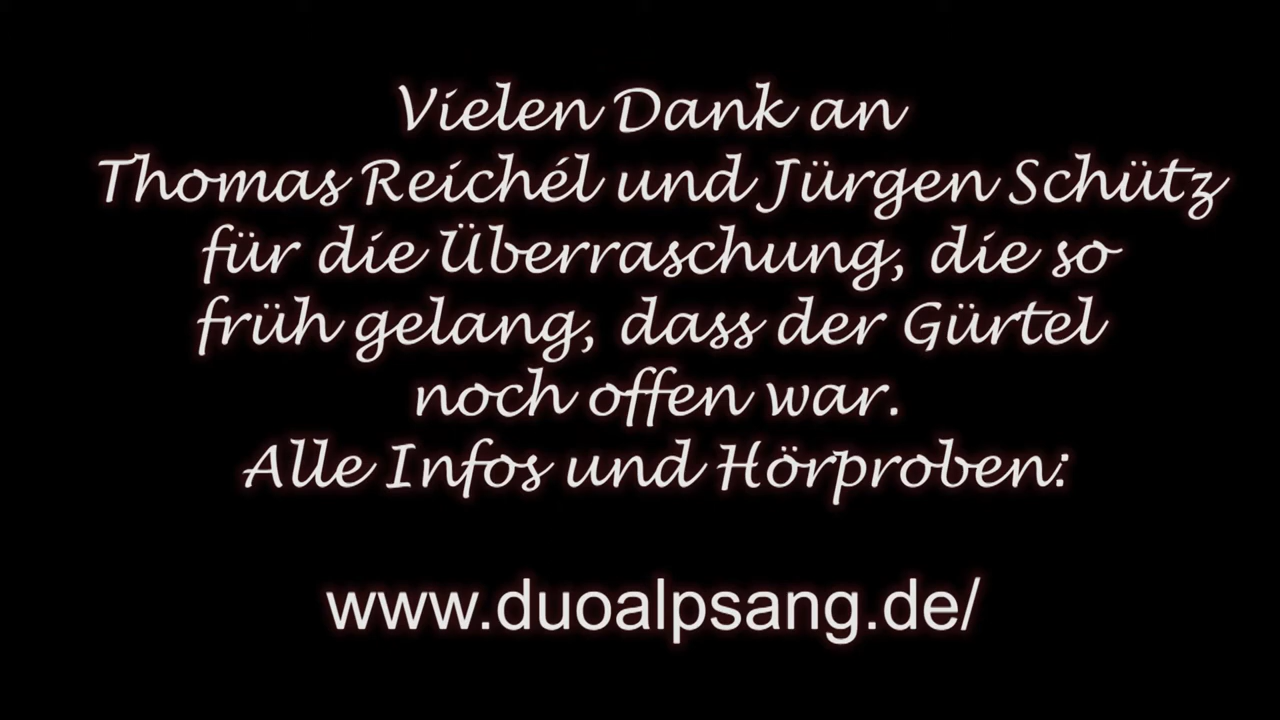 Vielen Dank an
Thomas Reichél und Jürgen Schütz
für die Überraschung, die so
früh gelang, dass der Gürtel
noch offen war.
Alle Infos und Hörproben:
www.duoalpsang.de/